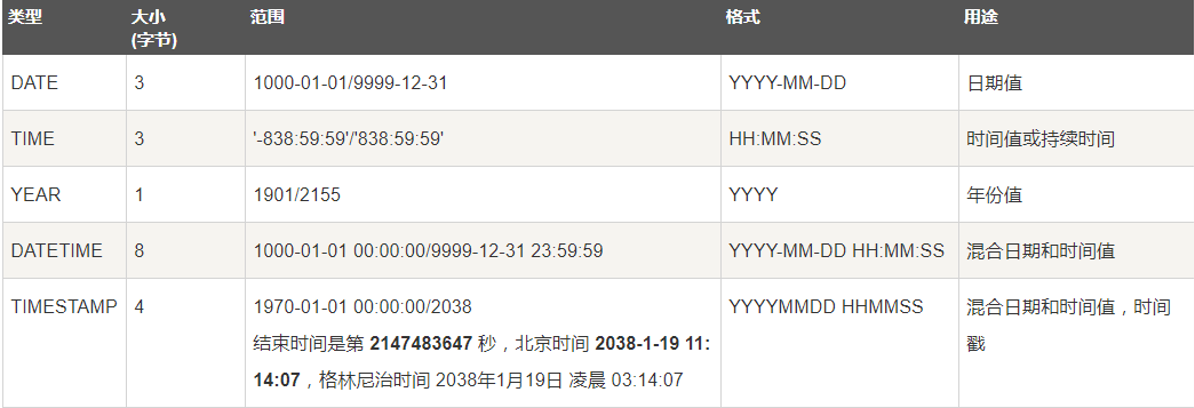 类型 大小 范围 格式 用途
(字节)
DATE 3 1000-01-01/9999-12-31 YYYY-MM-DD 日期值
TIME 3 '-838:59:59'/'838:59:59' HH:MM:SS 时间值或持续时间
YEAR 1 1901/2155 YYYY 年份值
DATETIME 8 1000-01-01 00:00:00/9999-12-31 23:59:59 YYYY-MM-DD HH:MM:SS 混合日期和时间值
TIMESTAMP 4 1970-01-01 00:00:00/2038 YYYYMMDD HHMMSS 混合日期和时间值，时间
结束时间是第 2147483647 秒，北京时间 2038-1-19 11: 戳
14:07，格林尼治时间 2038年1月19日 凌晨 03:14:07